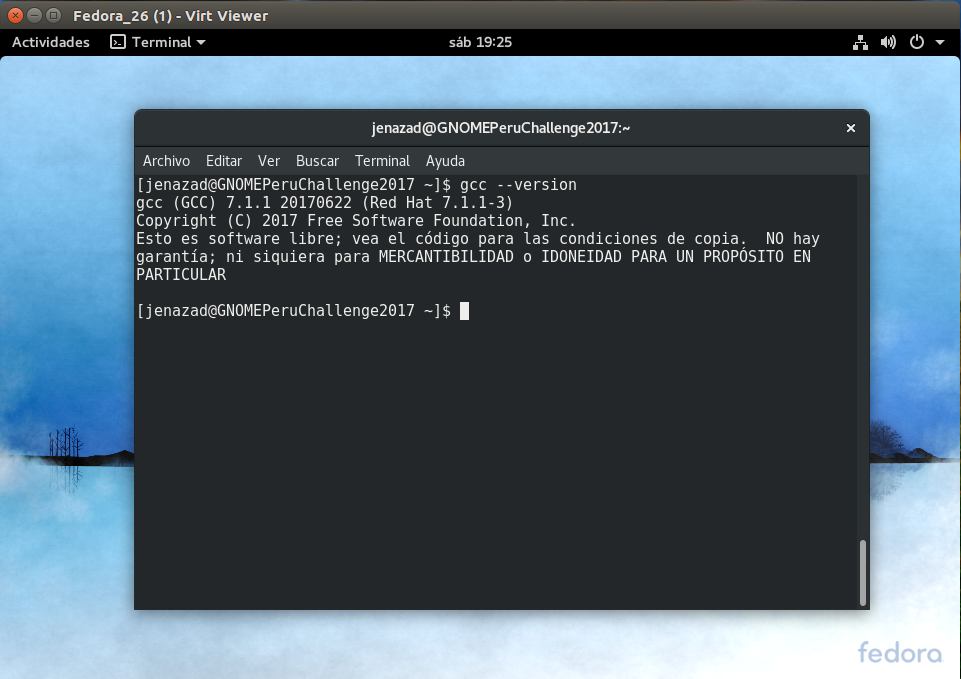 Fedora_26 (1) - Virt Viewer
Actividades Terminal sáb 19:25
jenazad@GNOMEPeruChallenge2017:~
Archivo Editar Ver Buscar Terminal Ayuda
[jenazad@GNOMEPeruChallenge2017 ~]$ gcc --version
gcc (GCC) 7.1.1 20170622 (Red Hat 7.1.1-3)
Copyright (C) 2017 Free Software Foundation, Inc.
Esto es software libre; vea el código para las condiciones de copia.  NO hay
garantía; ni siquiera para MERCANTIBILIDAD o IDONEIDAD PARA UN PROPÓSITO EN
PARTICULAR
[jenazad@GNOMEPeruChallenge2017 ~]$
fedora